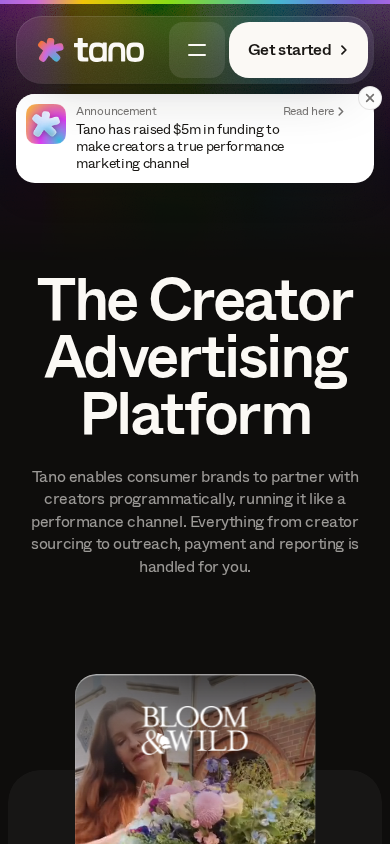 tano
Get started
Announcement
Read here
Tano has raised $5m in funding to
make creators a true performance
marketing channel
The Creator
Advertising
Platform
Tano enables consumer brands to partner with
creators programmatically, running it like a
performance channel. Everything from creator
sourcing to outreach, payment and reporting is
handled for you.
BLOOM
&WILD